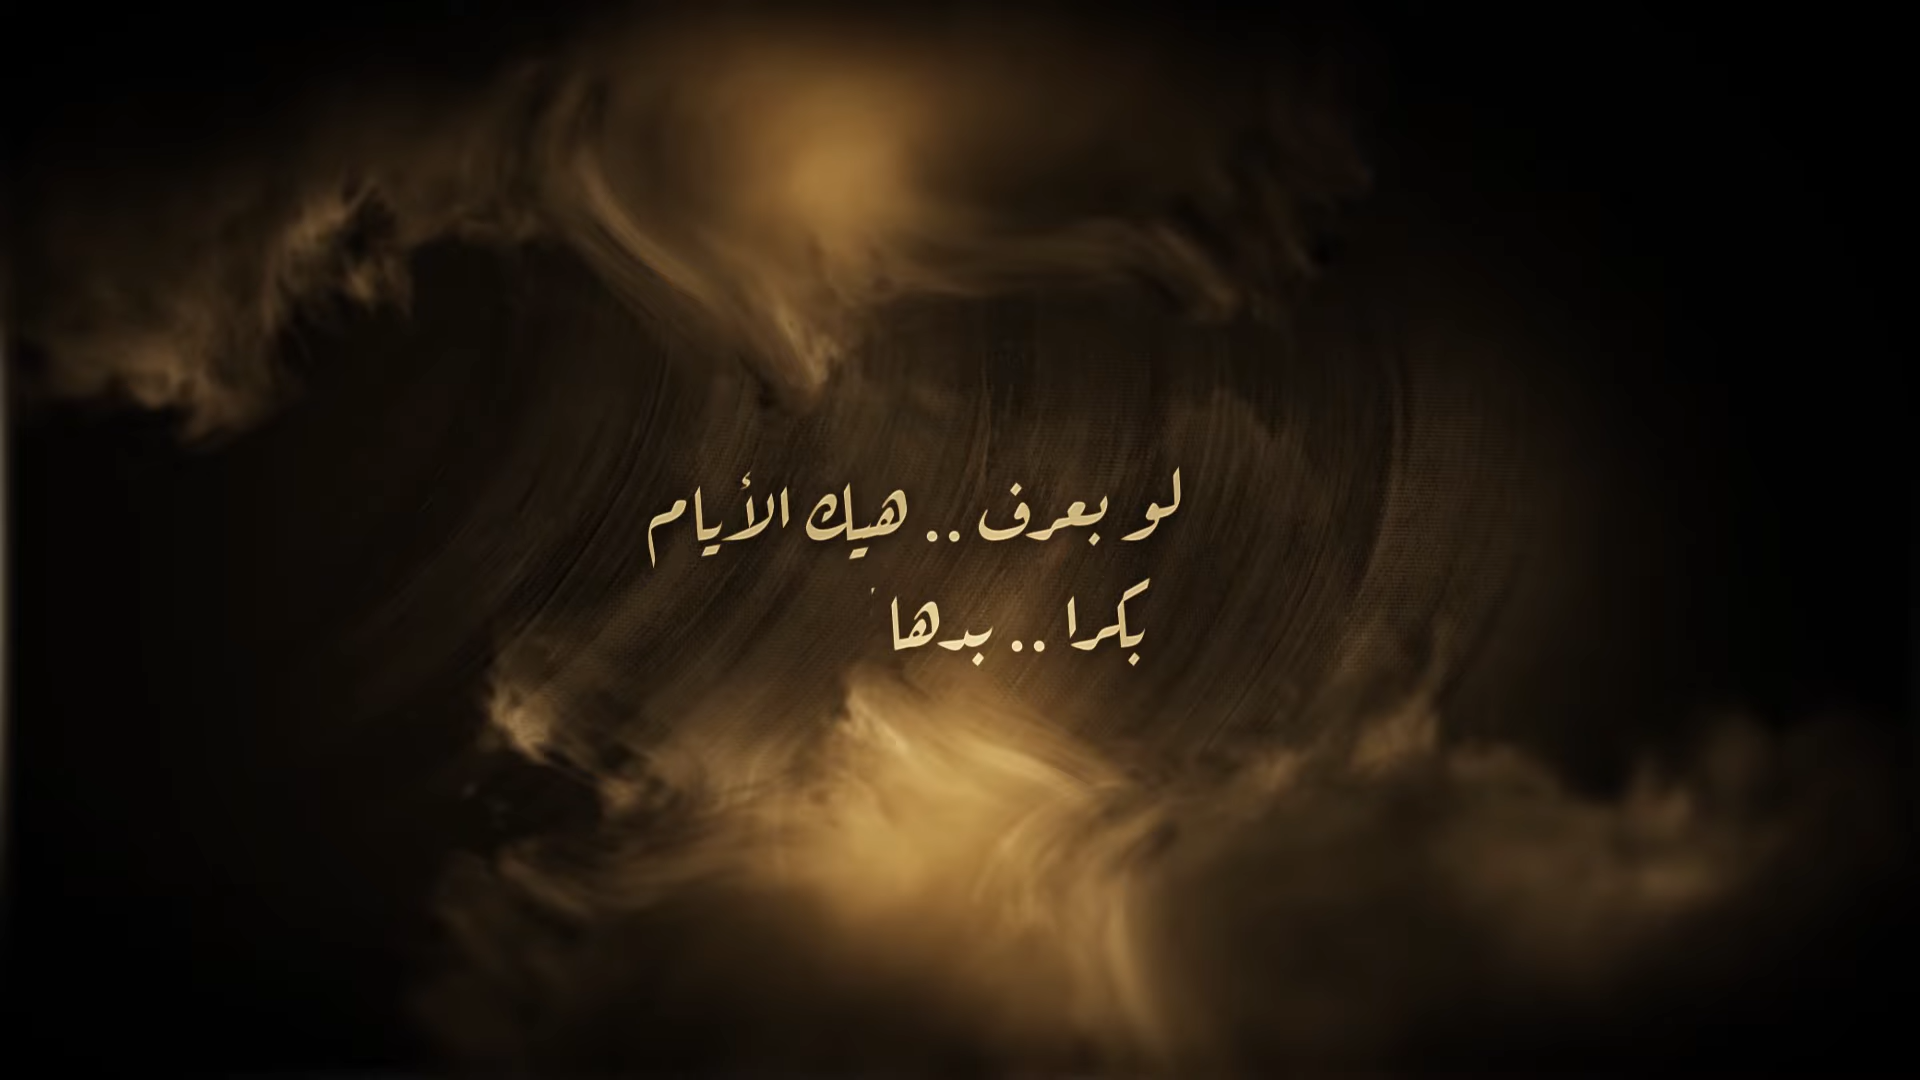 لو بعرف .. هيك الأيام
بكرا .. بدها